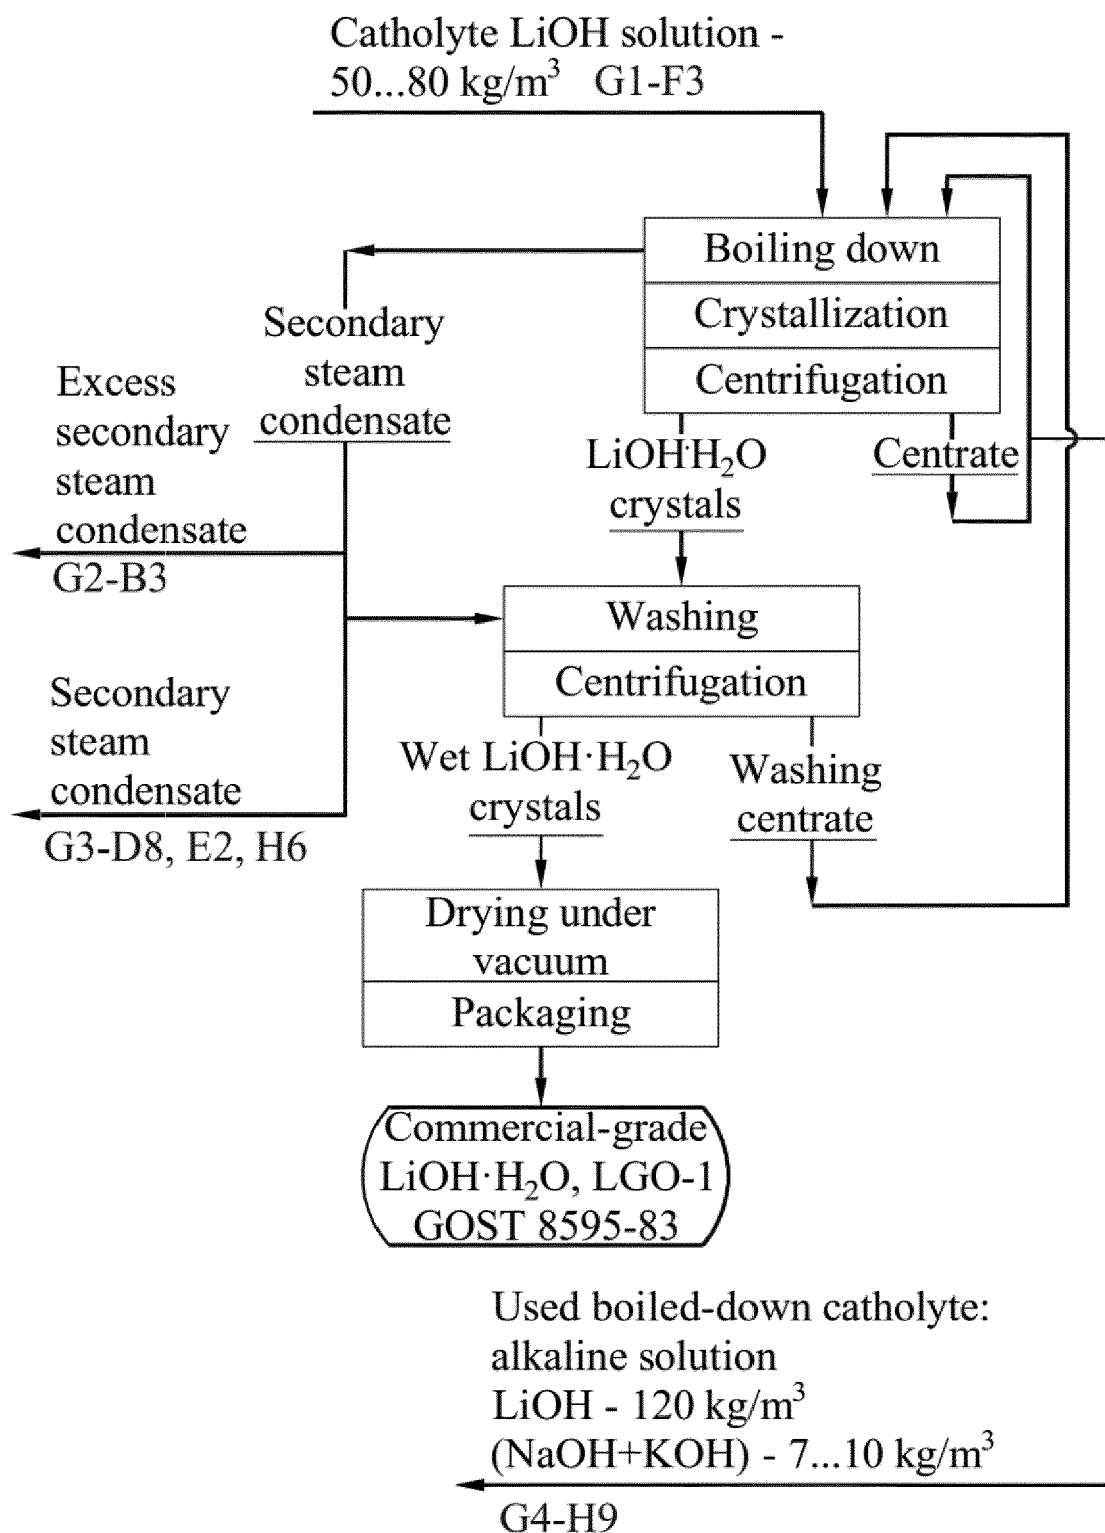 Catholyte LiOH solution -
50...80 kg/m³ G1-F3
Boiling down
Crystallization
Centrifugation
Secondary
steam
condensate
Excess
secondary
steam
condensate
G2-B3
LiOH·H₂O
crystals
Centrate
Washing
Centrifugation
Secondary
steam
condensate
G3-D8, E2, H6
Wet LiOH·H₂O
crystals
Washing
centrate
Drying under
vacuum
Packaging
Commercial-grade
LiOH·H₂O, LGO-1
GOST 8595-83
Used boiled-down catholyte:
alkaline solution
LiOH - 120 kg/m³
(NaOH+KOH) - 7...10 kg/m³
G4-H9